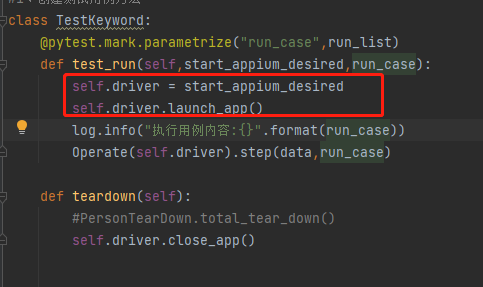 class TestKeyword:
@pytest.mark.parametrize("run_case",run_list)
def test_run(self,start_appium_desired,run_case):
self.driver = start_appium_desired
self.driver.launch_app()
log.info("执行用例内容:{}".format(run_case))
Operate(self.driver).step(data,run_case)
def teardown(self):
#PersonTearDown.total_tear_down()
self.driver.close_app()